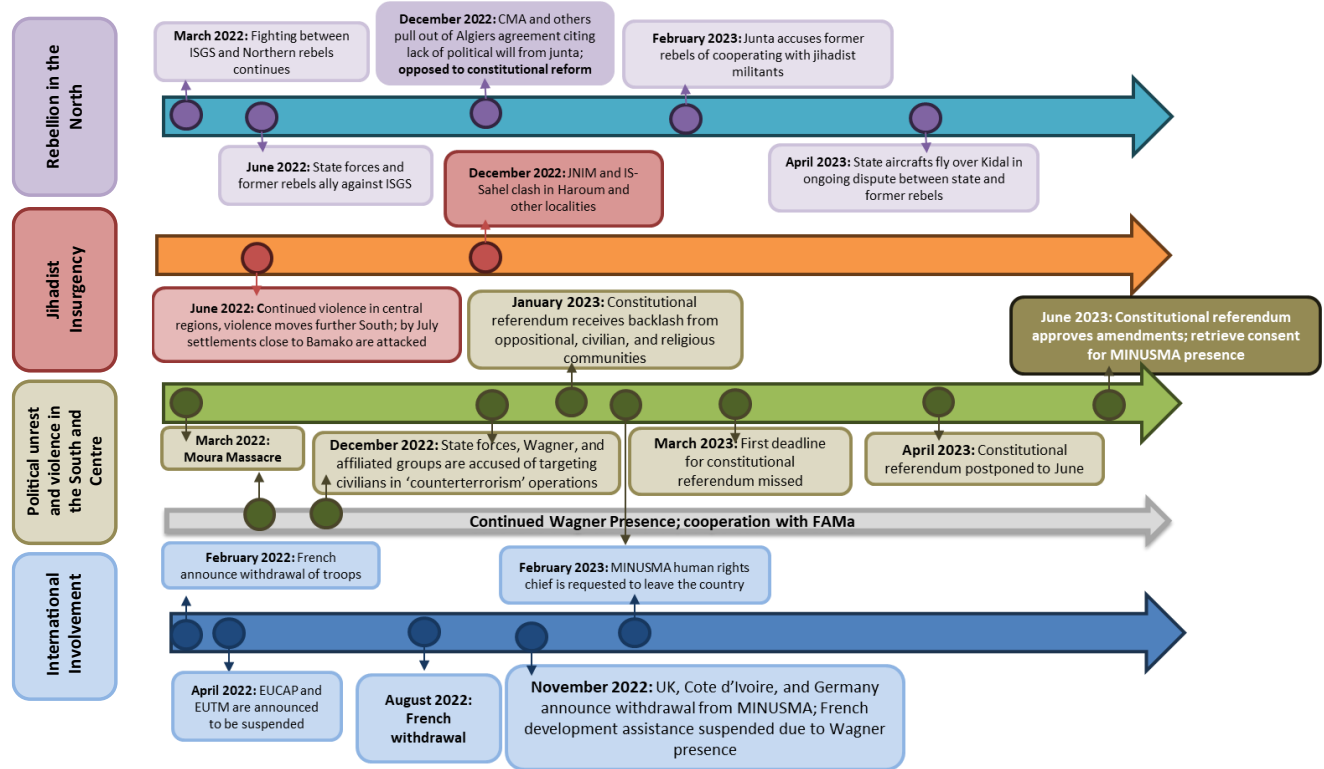 Rebellion in the
North
March 2022: Fighting between
ISGS and Northern rebels
continues
December 2022: CMA and others
pull out of Algiers agreement citing
lack of political will from junta;
opposed to constitutional reform
February 2023: Junta accuses former
rebels of cooperating with jihadist
militants
June 2022: State forces and
former rebels ally against ISGS
April 2023: State aircrafts fly over Kidal in
ongoing dispute between state and
former rebels
Jihadist
Insurgency
December 2022: JNIM and IS-
Sahel clash in Haroum and
other localities
June 2022: Continued violence in central
regions, violence moves further South; by July
settlements close to Bamako are attacked
Political unrest
and violence in
the South and
Centre
January 2023: Constitutional
referendum receives backlash from
oppositional, civilian, and religious
communities
June 2023: Constitutional referendum
approves amendments; retrieve consent
for MINUSMA presence
March 2022:
Moura Massacre
December 2022: State forces, Wagner, and
affiliated groups are accused of targeting
civilians in ‘counterterrorism’ operations
March 2023: First deadline
for constitutional
referendum missed
April 2023: Constitutional
referendum postponed to June
Continued Wagner Presence; cooperation with FAMa
International
Involvement
February 2022: French
announce withdrawal of troops
February 2023: MINUSMA human rights
chief is requested to leave the country
April 2022: EUCAP and
EUTM are announced
to be suspended
August 2022:
French
withdrawal
November 2022: UK, Cote d’Ivoire, and Germany
announce withdrawal from MINUSMA; French
development assistance suspended due to Wagner
presence